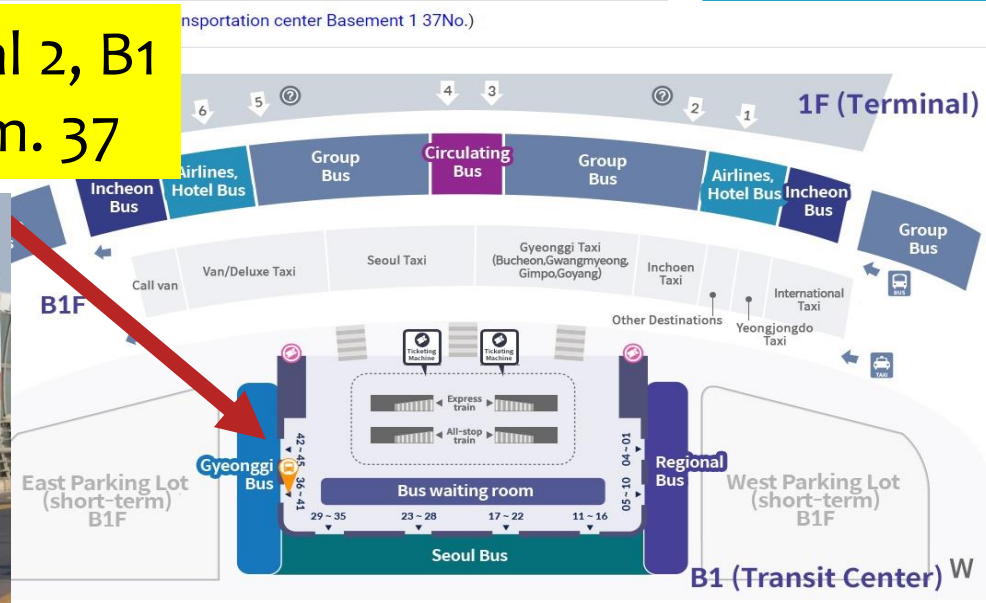 nsportation center Basement 1 37No.)
2, B1
37
6
5
?
4
3
?
2
1
1F (Terminal)
Incheon
Bus
Airlines,
Hotel Bus
Group
Bus
Circulating
Bus
Group
Bus
Airlines,
Hotel Bus
Incheon
Bus
Group
Bus
BUS
B1F
Call van
Van/Deluxe Taxi
Seoul Taxi
Gyeonggi Taxi
(Bucheon,Gwangmyeong,
Gimpo,Goyang)
Inchoen
Taxi
Other Destinations
Yeongjongdo
Taxi
International
Taxi
TAXI
Ticketing
Machine
Ticketing
Machine
Express
train
All-stop
train
42~45
36~41
04~01
05~10
Gyeonggi
Bus
Regional
Bus
East Parking Lot
(short-term)
B1F
West Parking Lot
(short-term)
B1F
Bus waiting room
29~35
23~28
17~22
11~16
Seoul Bus
B1 (Transit Center)
W